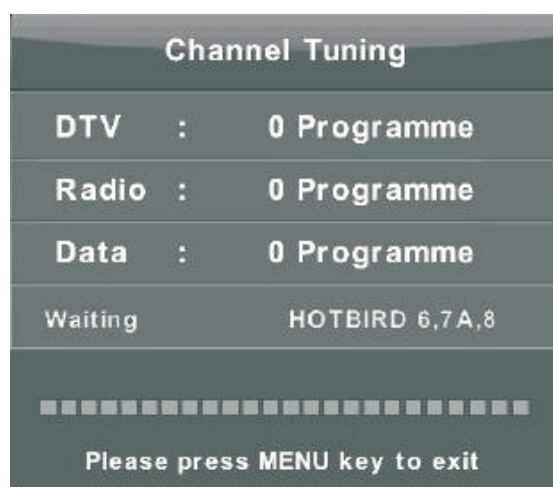 Channel Tuning
DTV : 0 Programme
Radio : 0 Programme
Data : 0 Programme
Waiting HOTBIRD 6,7A,8
Please press MENU key to exit